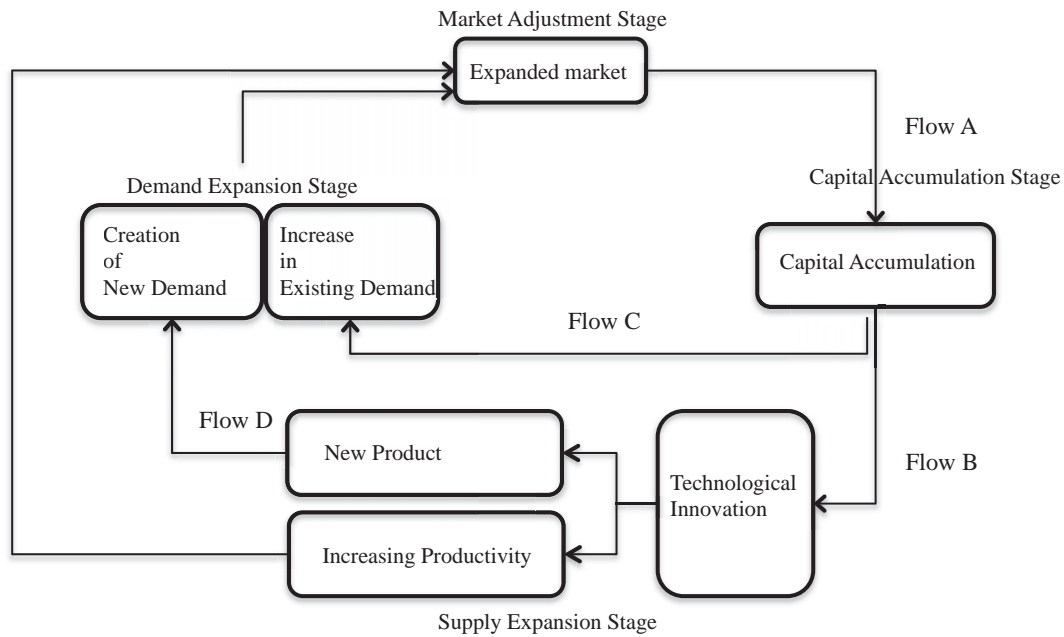 Market Adjustment Stage
Expanded market
Flow A
Demand Expansion Stage
Capital Accumulation Stage
Creation
of
New Demand
Increase
in
Existing Demand
Capital Accumulation
Flow C
Flow D
New Product
Flow B
Technological
Innovation
Increasing Productivity
Supply Expansion Stage